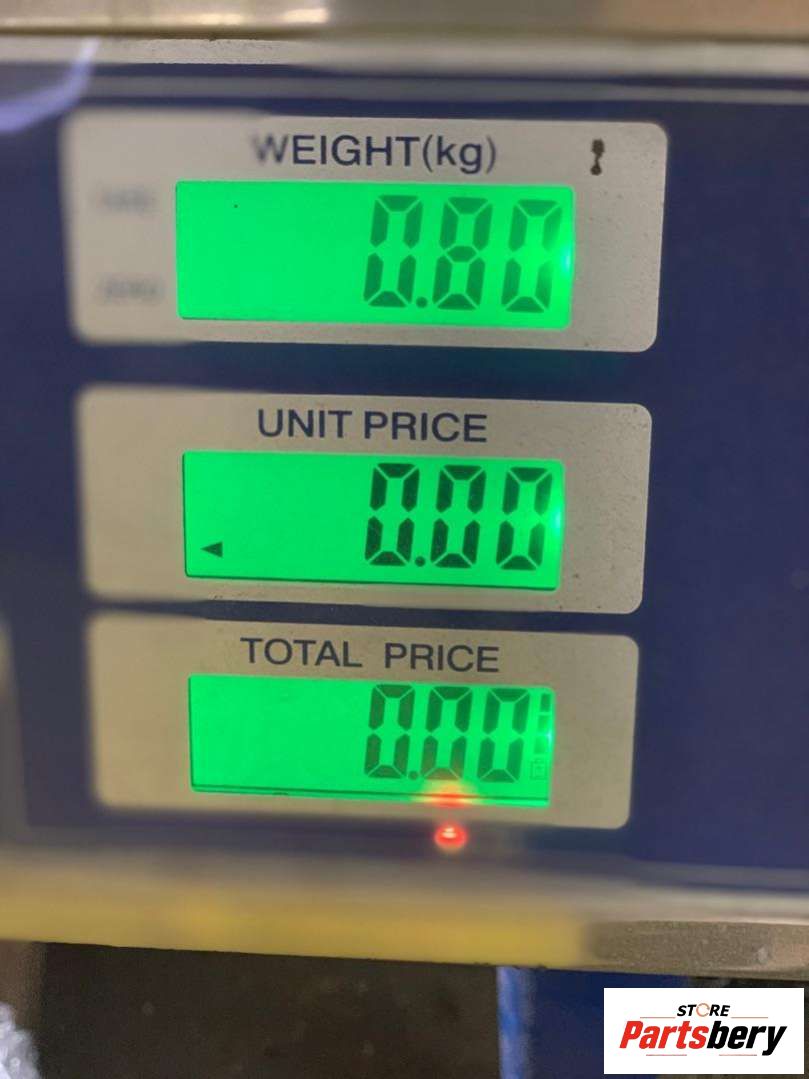 WEIGHT(kg)
0.80
UNIT PRICE
0.00
TOTAL PRICE
0.00
STORE
Partsbery